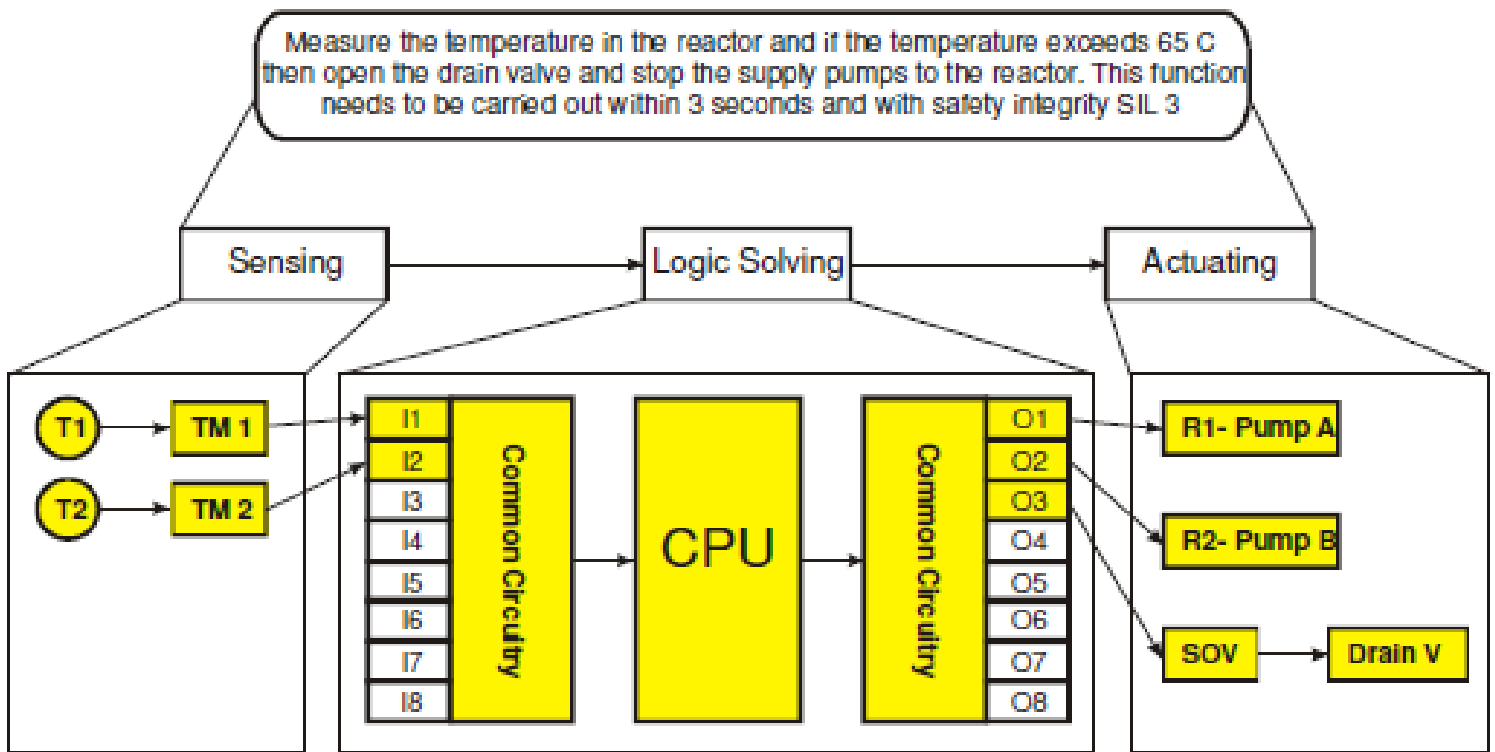 Measure the temperature in the reactor and if the temperature exceeds 65 C
then open the drain valve and stop the supply pumps to the reactor. This function
needs to be carried out within 3 seconds and with safety integrity SIL 3
Sensing
Logic Solving
Actuating
T1
TM 1
T2
TM 2
I1
I2
I3
I4
I5
I6
I7
I8
Common Circuitry
CPU
Common Circuitry
O1
O2
O3
O4
O5
O6
O7
O8
R1- Pump A
R2- Pump B
SOV
Drain V